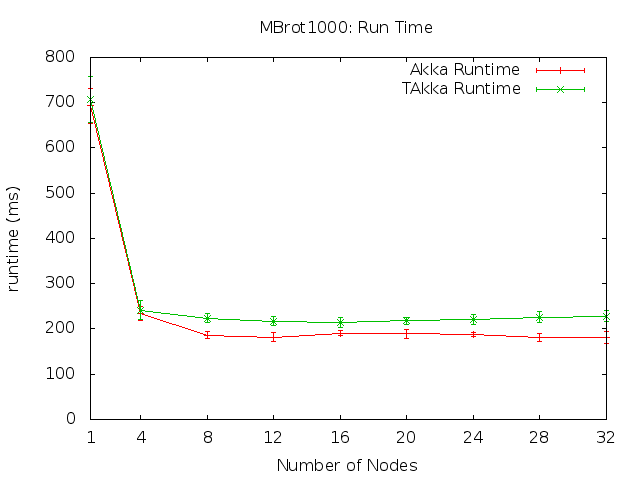 MBrot1000: Run Time
Akka Runtime
TAkka Runtime
runtime (ms)
800
700
600
500
400
300
200
100
0
1 4 8 12 16 20 24 28 32
Number of Nodes